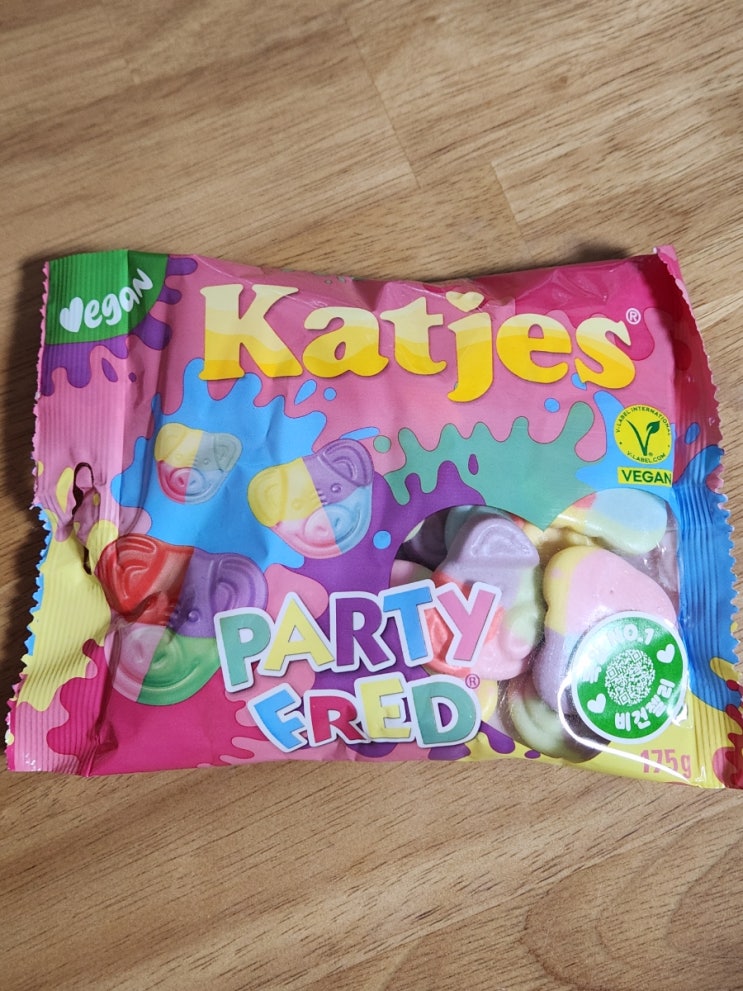 Vegan
Katjes®
V-LABEL INTERNATIONAL
V-LABEL.COM
VEGAN
PARTY
FRED®
NO.1
비건젤리
175g